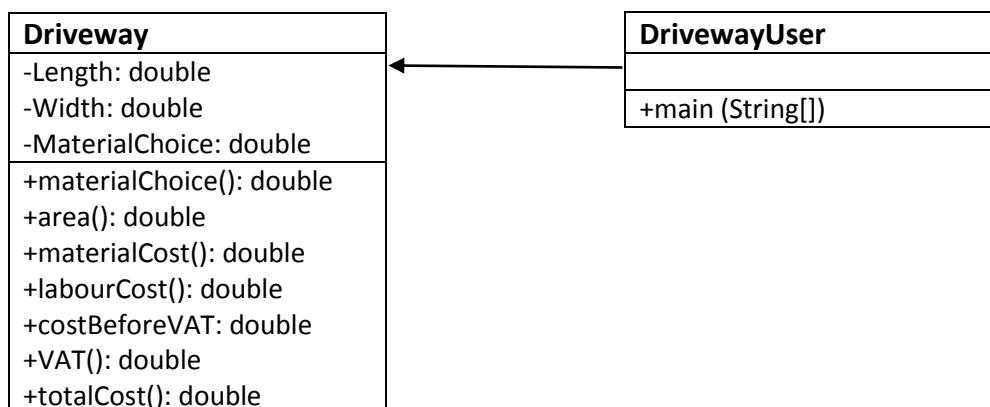 Driveway
-Length: double
-Width: double
-MaterialChoice: double
+materialChoice(): double
+area(): double
+materialCost(): double
+labourCost(): double
+costBeforeVAT: double
+VAT(): double
+totalCost(): double
DrivewayUser
+main (String[])